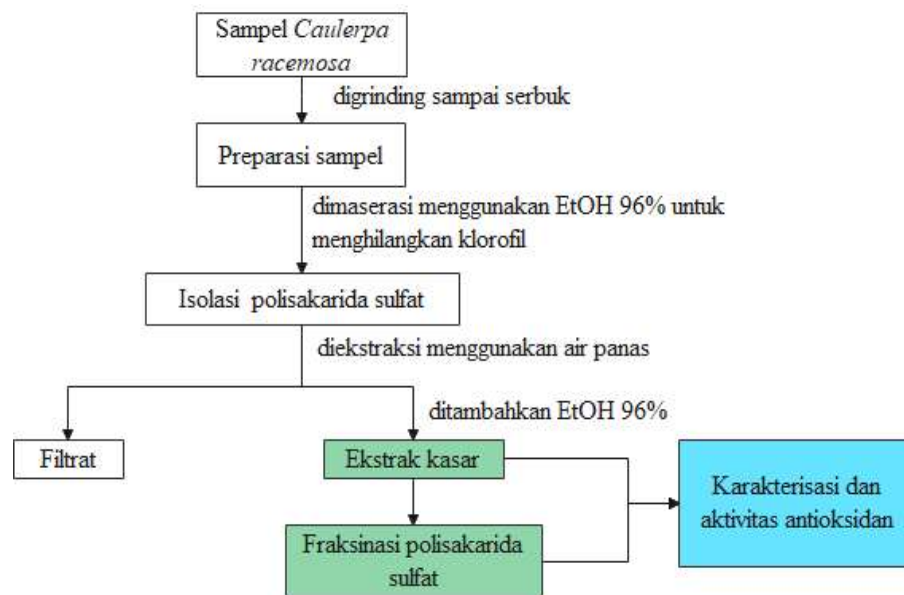 Sampel Caulerpa
racemosa
digrinding sampai serbuk
Preparasi sampel
dimaserasi menggunakan EtOH 96% untuk
menghilangkan klorofil
Isolasi polisakarida sulfat
diekstraksi menggunakan air panas
ditambahkan EtOH 96%
Filtrat
Ekstrak kasar
Karakterisasi dan
aktivitas antioksidan
Fraksinasi polisakarida
sulfat